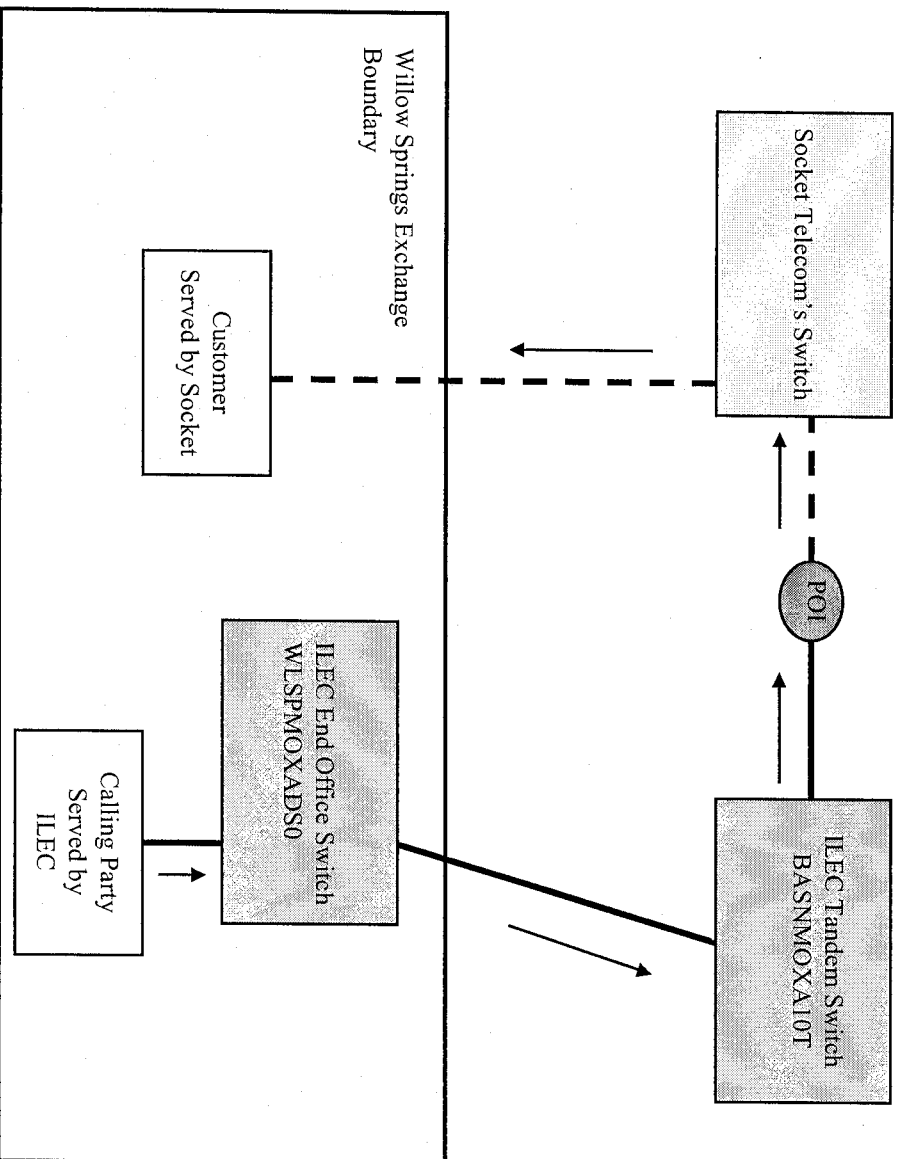 Socket Telecom's Switch
POI
ILEC Tandem Switch
BASNMOXA10T
Willow Springs Exchange
Boundary
Customer
Served by Socket
ILEC End Office Switch
WLSPMOXADS0
Calling Party
Served by
ILEC